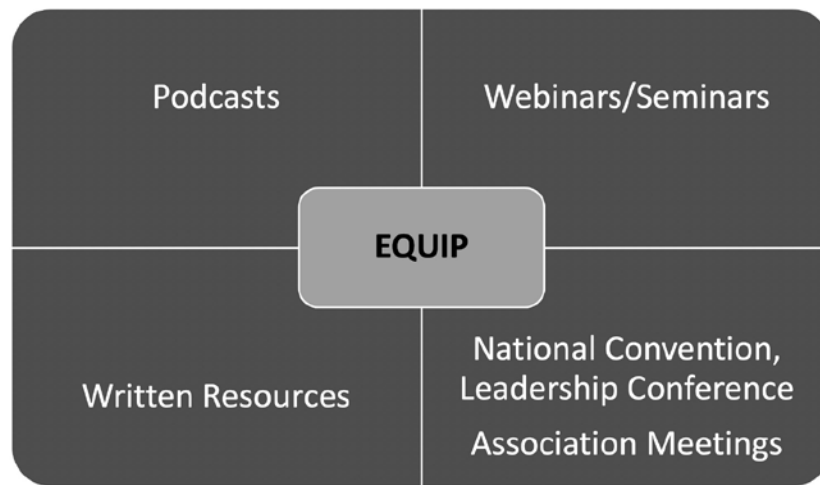 Podcasts
Webinars/Seminars
EQUIP
Written Resources
National Convention,
Leadership Conference
Association Meetings